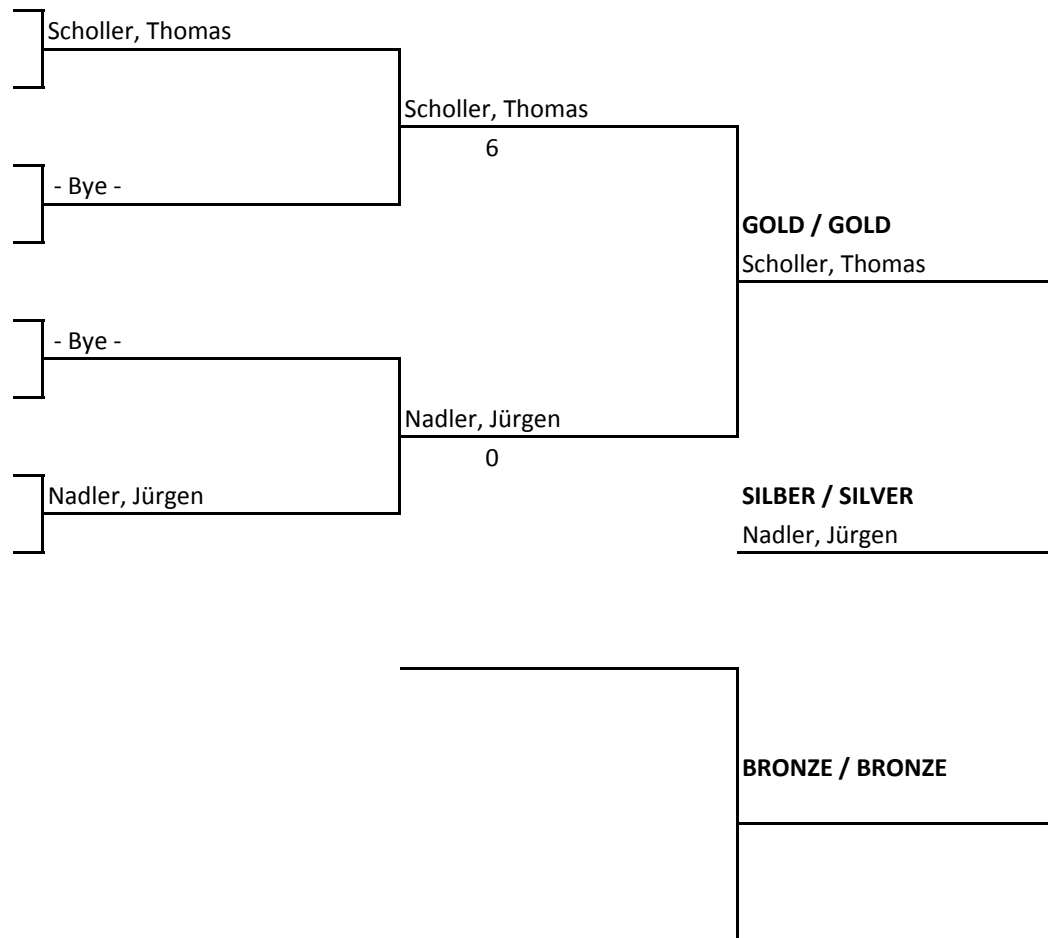 Scholler, Thomas
Scholler, Thomas
6
- Bye -
GOLD / GOLD
Scholler, Thomas
- Bye -
Nadler, Jürgen
0
Nadler, Jürgen
SILBER / SILVER
Nadler, Jürgen
BRONZE / BRONZE